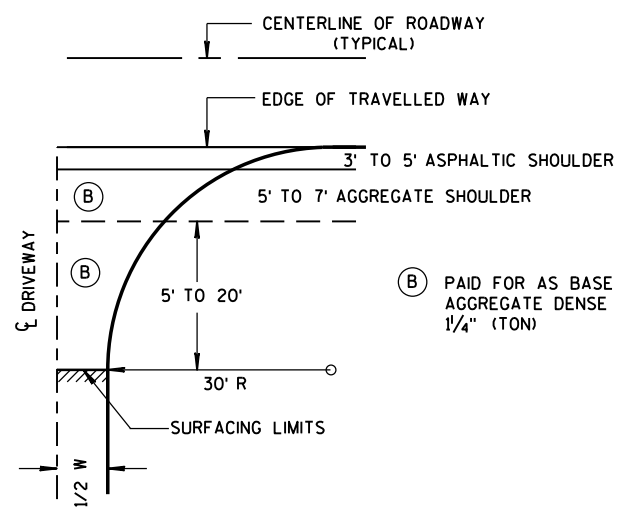 CENTERLINE OF ROADWAY
(TYPICAL)
EDGE OF TRAVELLED WAY
3' TO 5' ASPHALTIC SHOULDER
B
5' TO 7' AGGREGATE SHOULDER
B
℄ DRIVEWAY
5' TO 20'
B PAID FOR AS BASE
AGGREGATE DENSE
1¼" (TON)
30' R
SURFACING LIMITS
1/2 W